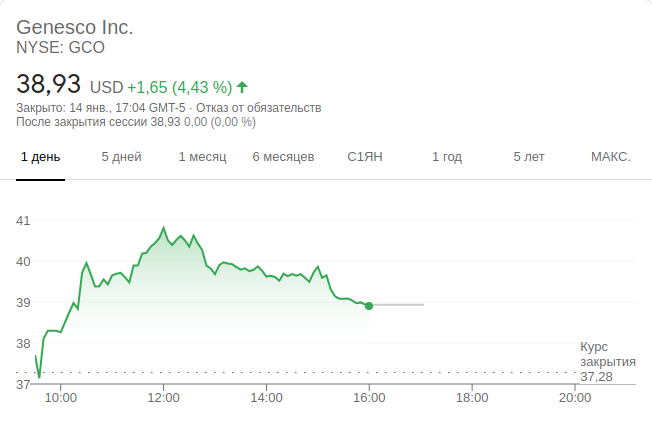 Genesco Inc.
NYSE: GCO
38,93 USD +1,65 (4,43 %)
Закрыто: 14 янв., 17:04 GMT-5 · Отказ от обязательств
После закрытия сессии 38,93 0,00 (0,00 %)
1 день 5 дней 1 месяц 6 месяцев С1ЯН 1 год 5 лет МАКС.
41
40
39
38
37
Курс
закрытия
37,28
10:00 12:00 14:00 16:00 18:00 20:00